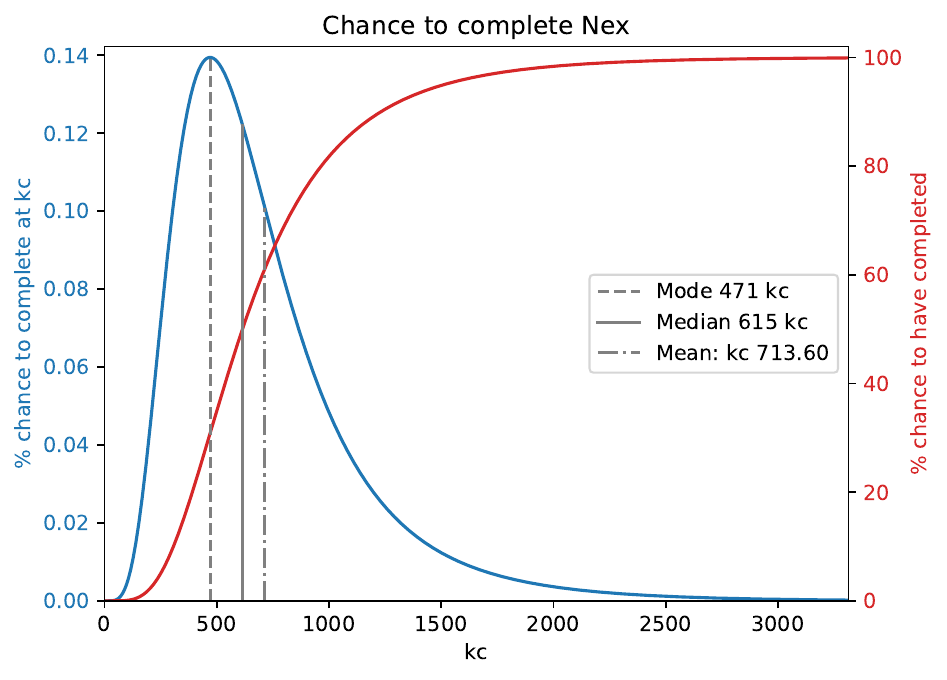 Chance to complete Nex
% chance to complete at kc
0.14
0.12
0.10
0.08
0.06
0.04
0.02
0.00
100
80
60
40
20
0
% chance to have completed
Mode 471 kc
Median 615 kc
Mean: kc 713.60
0 500 1000 1500 2000 2500 3000
kc